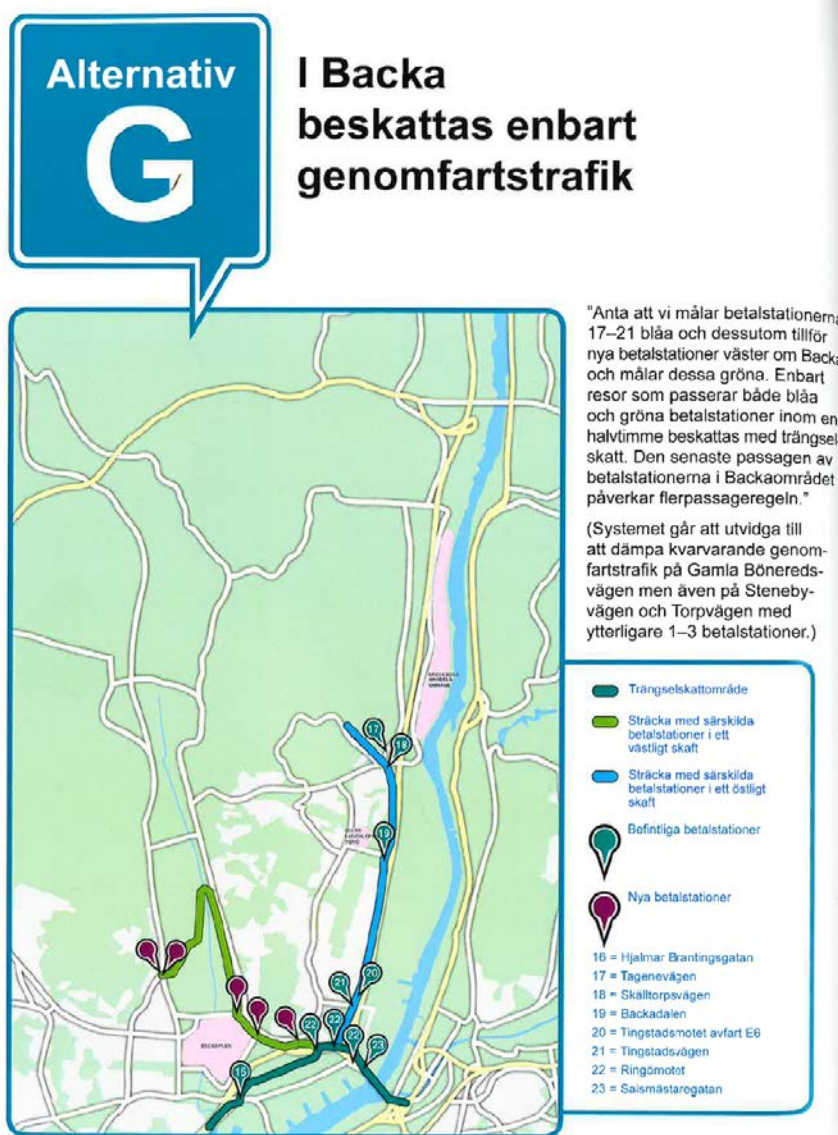 Alternativ
G
I Backa
beskattas enbart
genomfartstrafik
"Anta att vi målar betalstationerna
17–21 blåa och dessutom tillför
nya betalstationer väster om Backa
och målar dessa gröna. Enbart
resor som passerar både blåa
och gröna betalstationer inom en
halvtimme beskattas med trängsel-
skatt. Den senaste passagen av
betalstationerna i Backaområdet
påverkar flerpassageregeln."
(Systemet går att utvidga till
att dämpa kvarvarande genom-
fartstrafik på Gamla Bönereds-
vägen men även på Steneby-
vägen och Torpvägen med
ytterligare 1–3 betalstationer.)
17
18
19
20
21
22
22
22
23
16
BACKAPLAN
Trängselskattområde
Sträcka med särskilda
betalstationer i ett
västligt skaft
Sträcka med särskilda
betalstationer i ett östligt
skaft
Befintliga betalstationer
Nya betalstationer
16 = Hjalmar Brantingsgatan
17 = Tagenevägen
18 = Skälltorpsvägen
19 = Backadalen
20 = Tingstadsmotet avfart E6
21 = Tingstadsvägen
22 = Ringömotet
23 = Salsmästaregatan